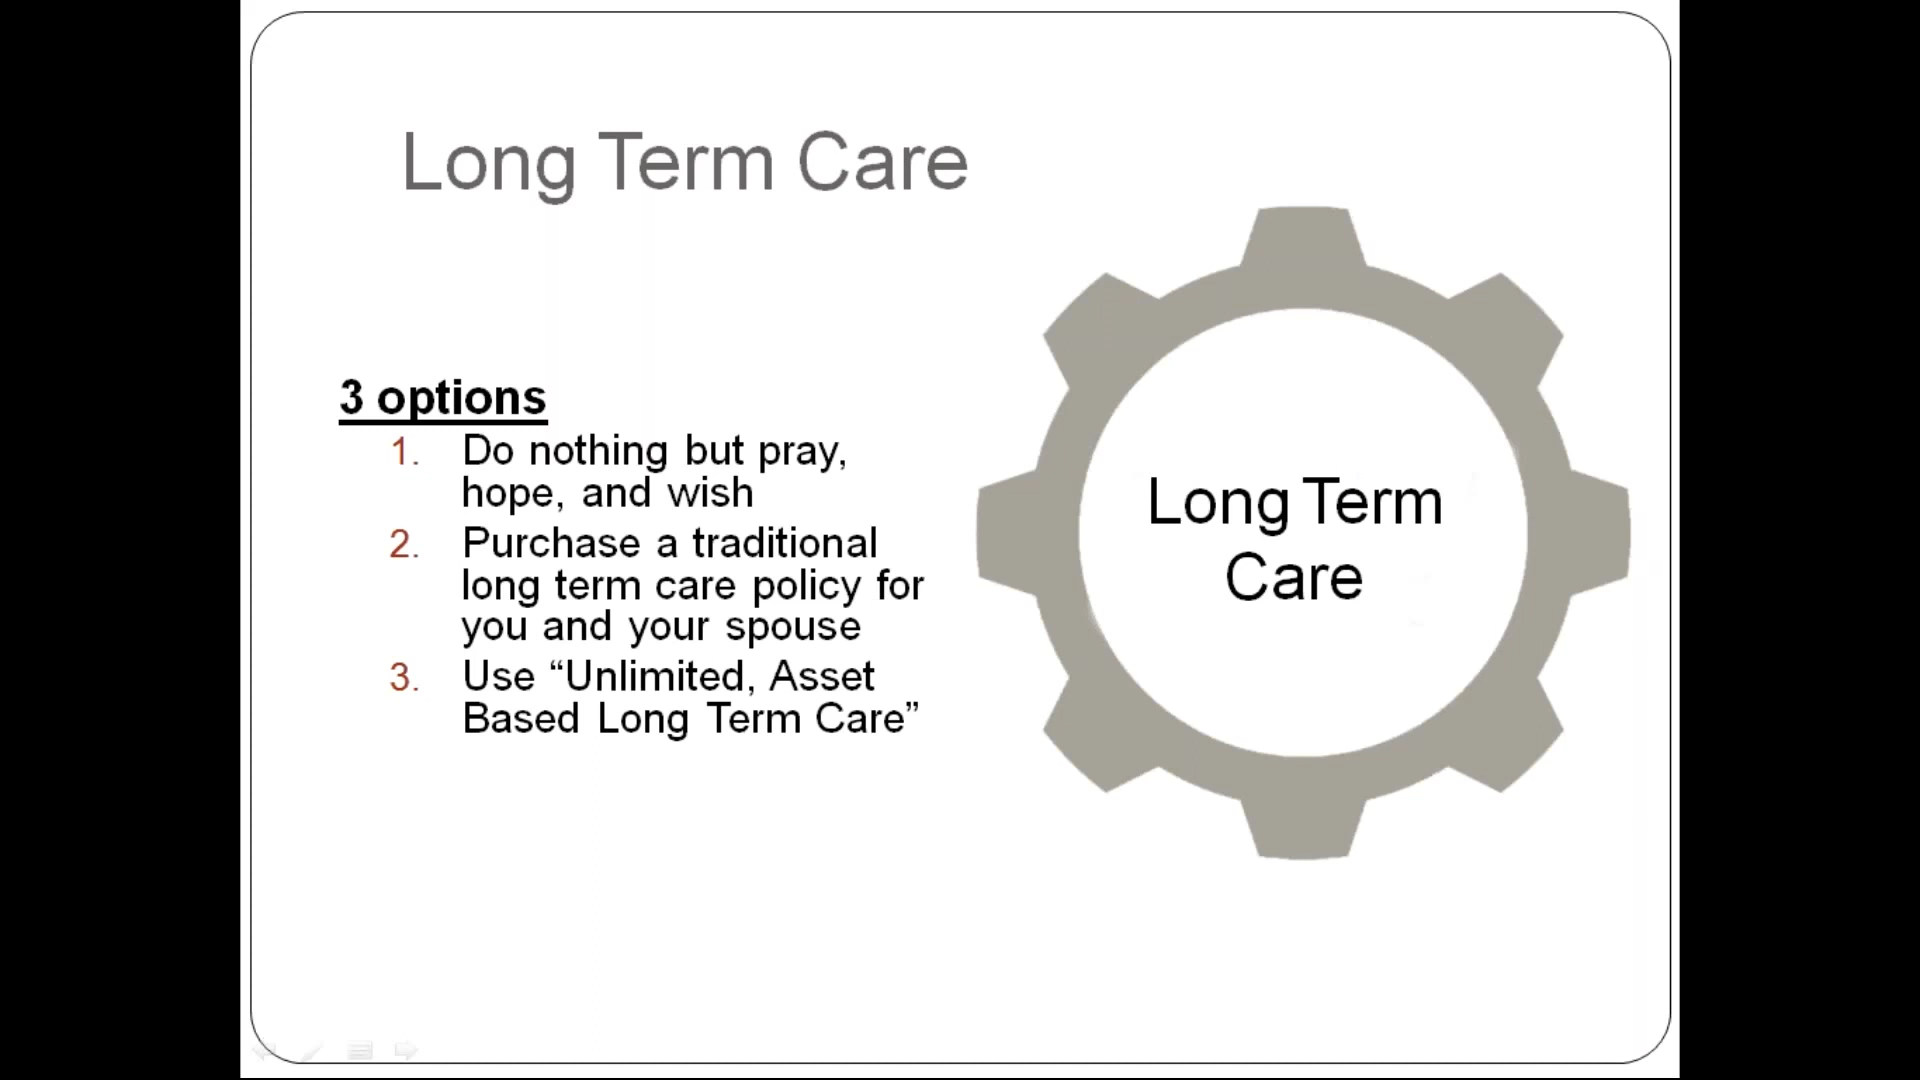 Long Term Care
3 options
1. Do nothing but pray,
hope, and wish
2. Purchase a traditional
long term care policy for
you and your spouse
3. Use “Unlimited, Asset
Based Long Term Care”
Long Term
Care